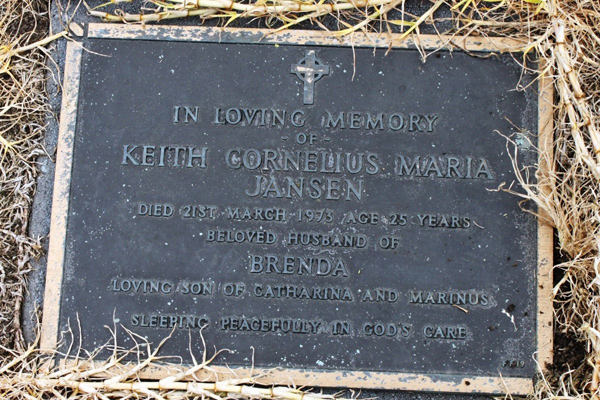 IN LOVING MEMORY
- OF -
KEITH CORNELIUS MARIA
JANSEN
DIED 21ST MARCH 1973 AGE 25 YEARS
BELOVED HUSBAND OF
BRENDA
LOVING SON OF CATHARINA AND MARINUS
SLEEPING PEACEFULLY IN GOD'S CARE